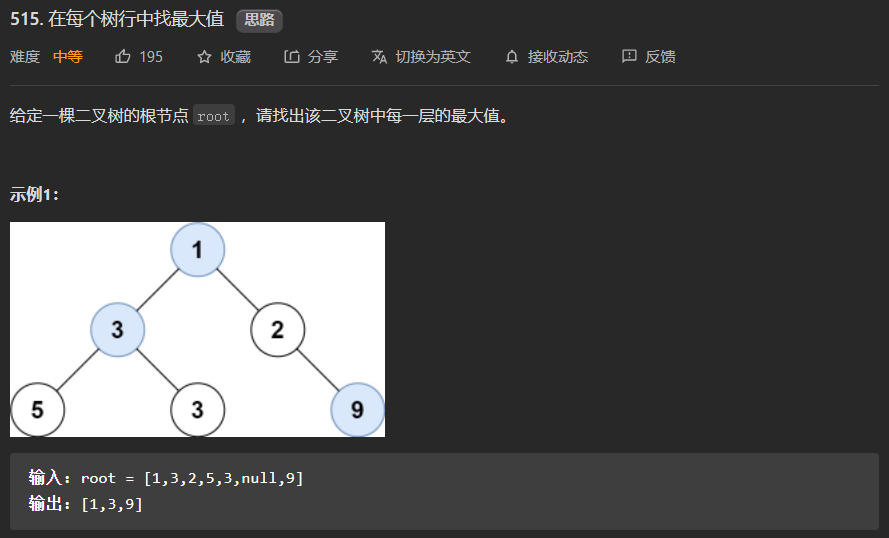 515. 在每个树行中找最大值 思路
难度 中等 195 收藏 分享 切换为英文 接收动态 反馈
给定一棵二叉树的根节点 root ，请找出该二叉树中每一层的最大值。
示例1：
1
3 2
5 3 9
输入：root = [1,3,2,5,3,null,9]
输出：[1,3,9]